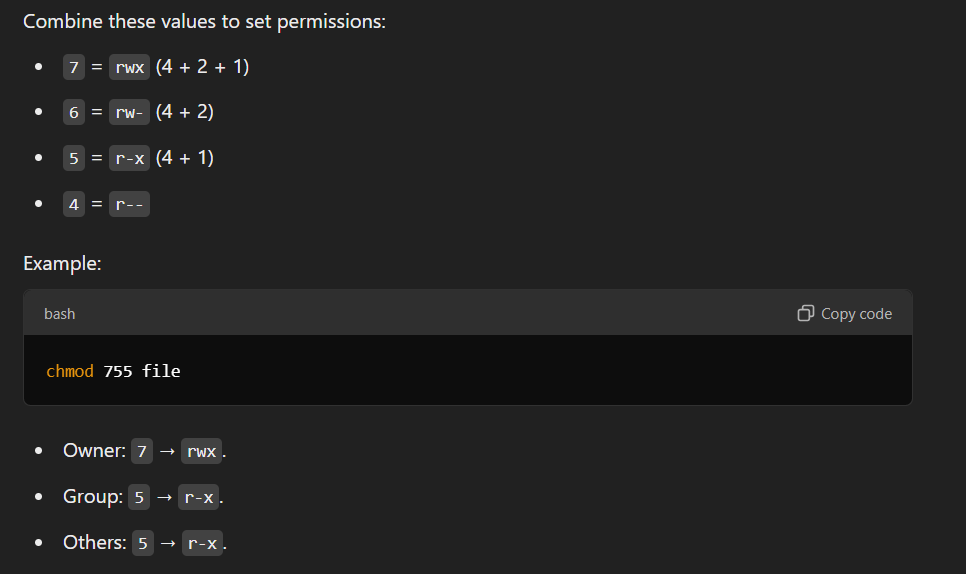 Combine these values to set permissions:
• 7 = rwx (4 + 2 + 1)
• 6 = rw- (4 + 2)
• 5 = r-x (4 + 1)
• 4 = r--
Example:
bash Copy code
chmod 755 file
• Owner: 7 → rwx.
• Group: 5 → r-x.
• Others: 5 → r-x.